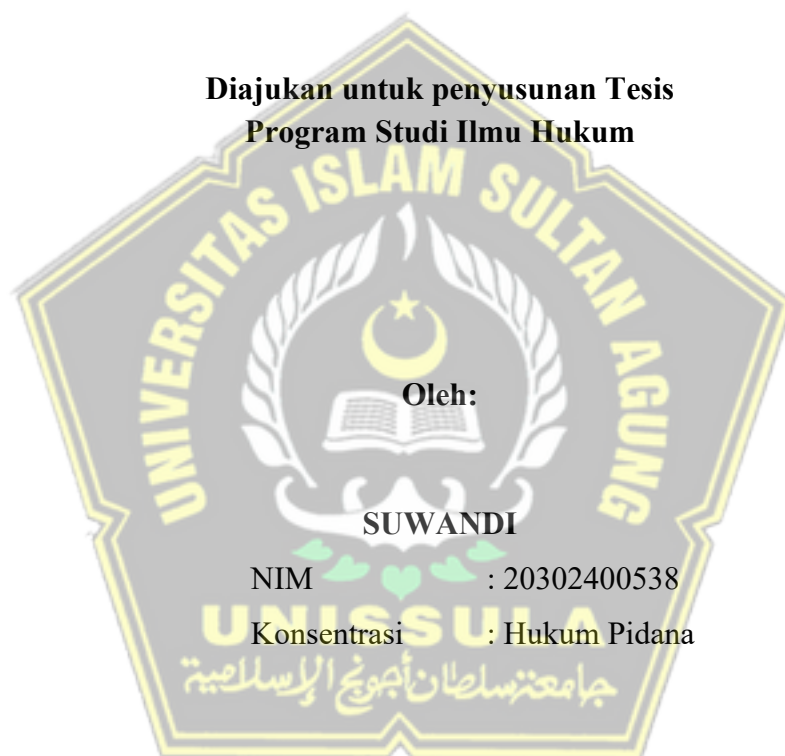 Diajukan untuk penyusunan Tesis
Program Studi Ilmu Hukum
UNIVERSITAS ISLAM SULTAN AGUNG
Oleh:
SUWANDI
NIM : 20302400538
Konsentrasi : Hukum Pidana
UNISSULA
جامعة سلطان أجونج الإسلامية